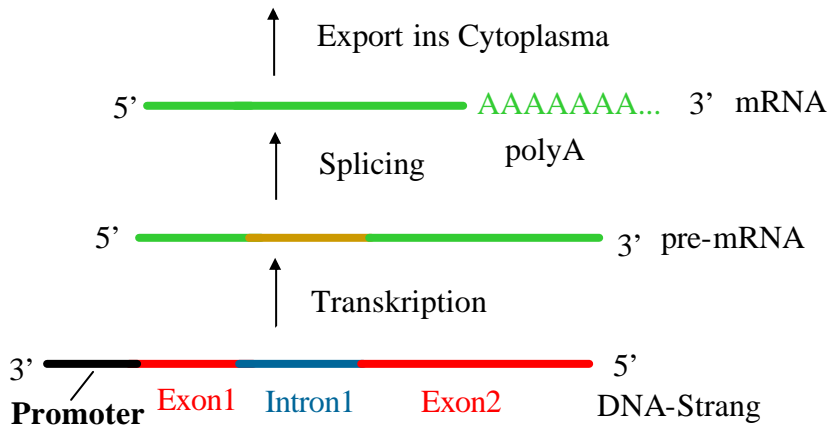 Export ins Cytoplasma
5’ AAAAAAA... 3’ mRNA
polyA
Splicing
5’ 3’ pre-mRNA
Transkription
3’ 5’
Promoter Exon1 Intron1 Exon2 DNA-Strang